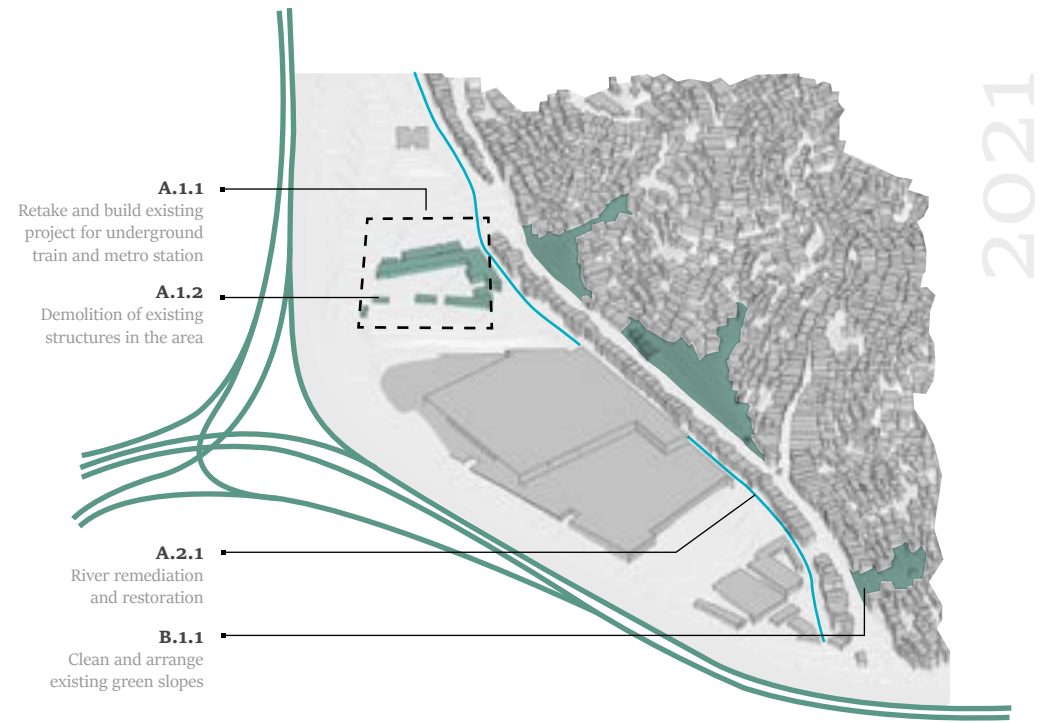 2021
A.1.1
Retake and build existing
project for underground
train and metro station
A.1.2
Demolition of existing
structures in the area
A.2.1
River remediation
and restoration
B.1.1
Clean and arrange
existing green slopes